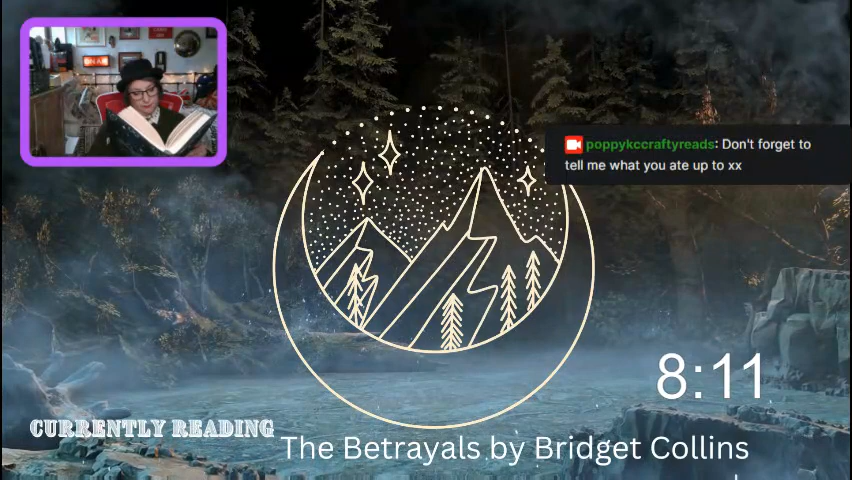 poppykccraftyreads: Don't forget to
tell me what you ate up to xx
8:11
CURRENTLY READING
The Betrayals by Bridget Collins